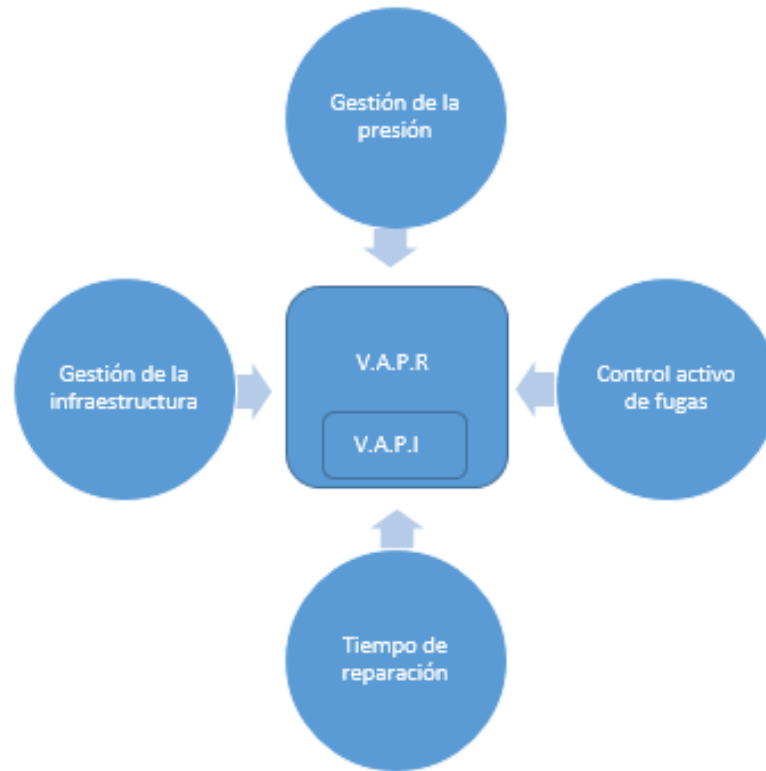 Gestión de la
presión
Gestión de la
infraestructura
V.A.P.R
V.A.P.I
Control activo
de fugas
Tiempo de
reparación